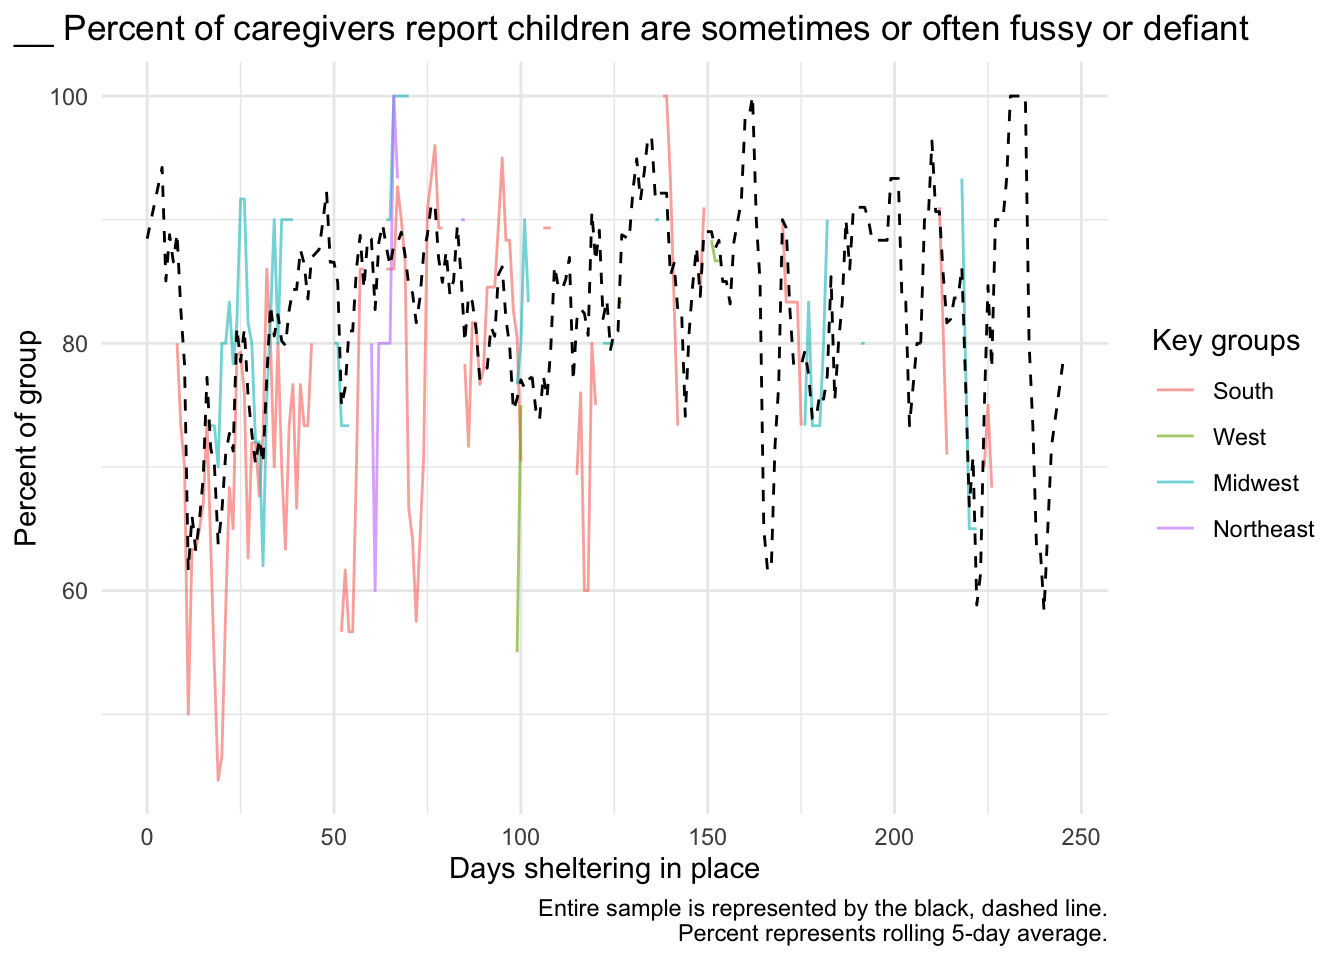 __ Percent of caregivers report children are sometimes or often fussy or defiant
Percent of group
100
80
60
0 50 100 150 200 250
Days sheltering in place
Key groups
South
West
Midwest
Northeast
Entire sample is represented by the black, dashed line.
Percent represents rolling 5-day average.